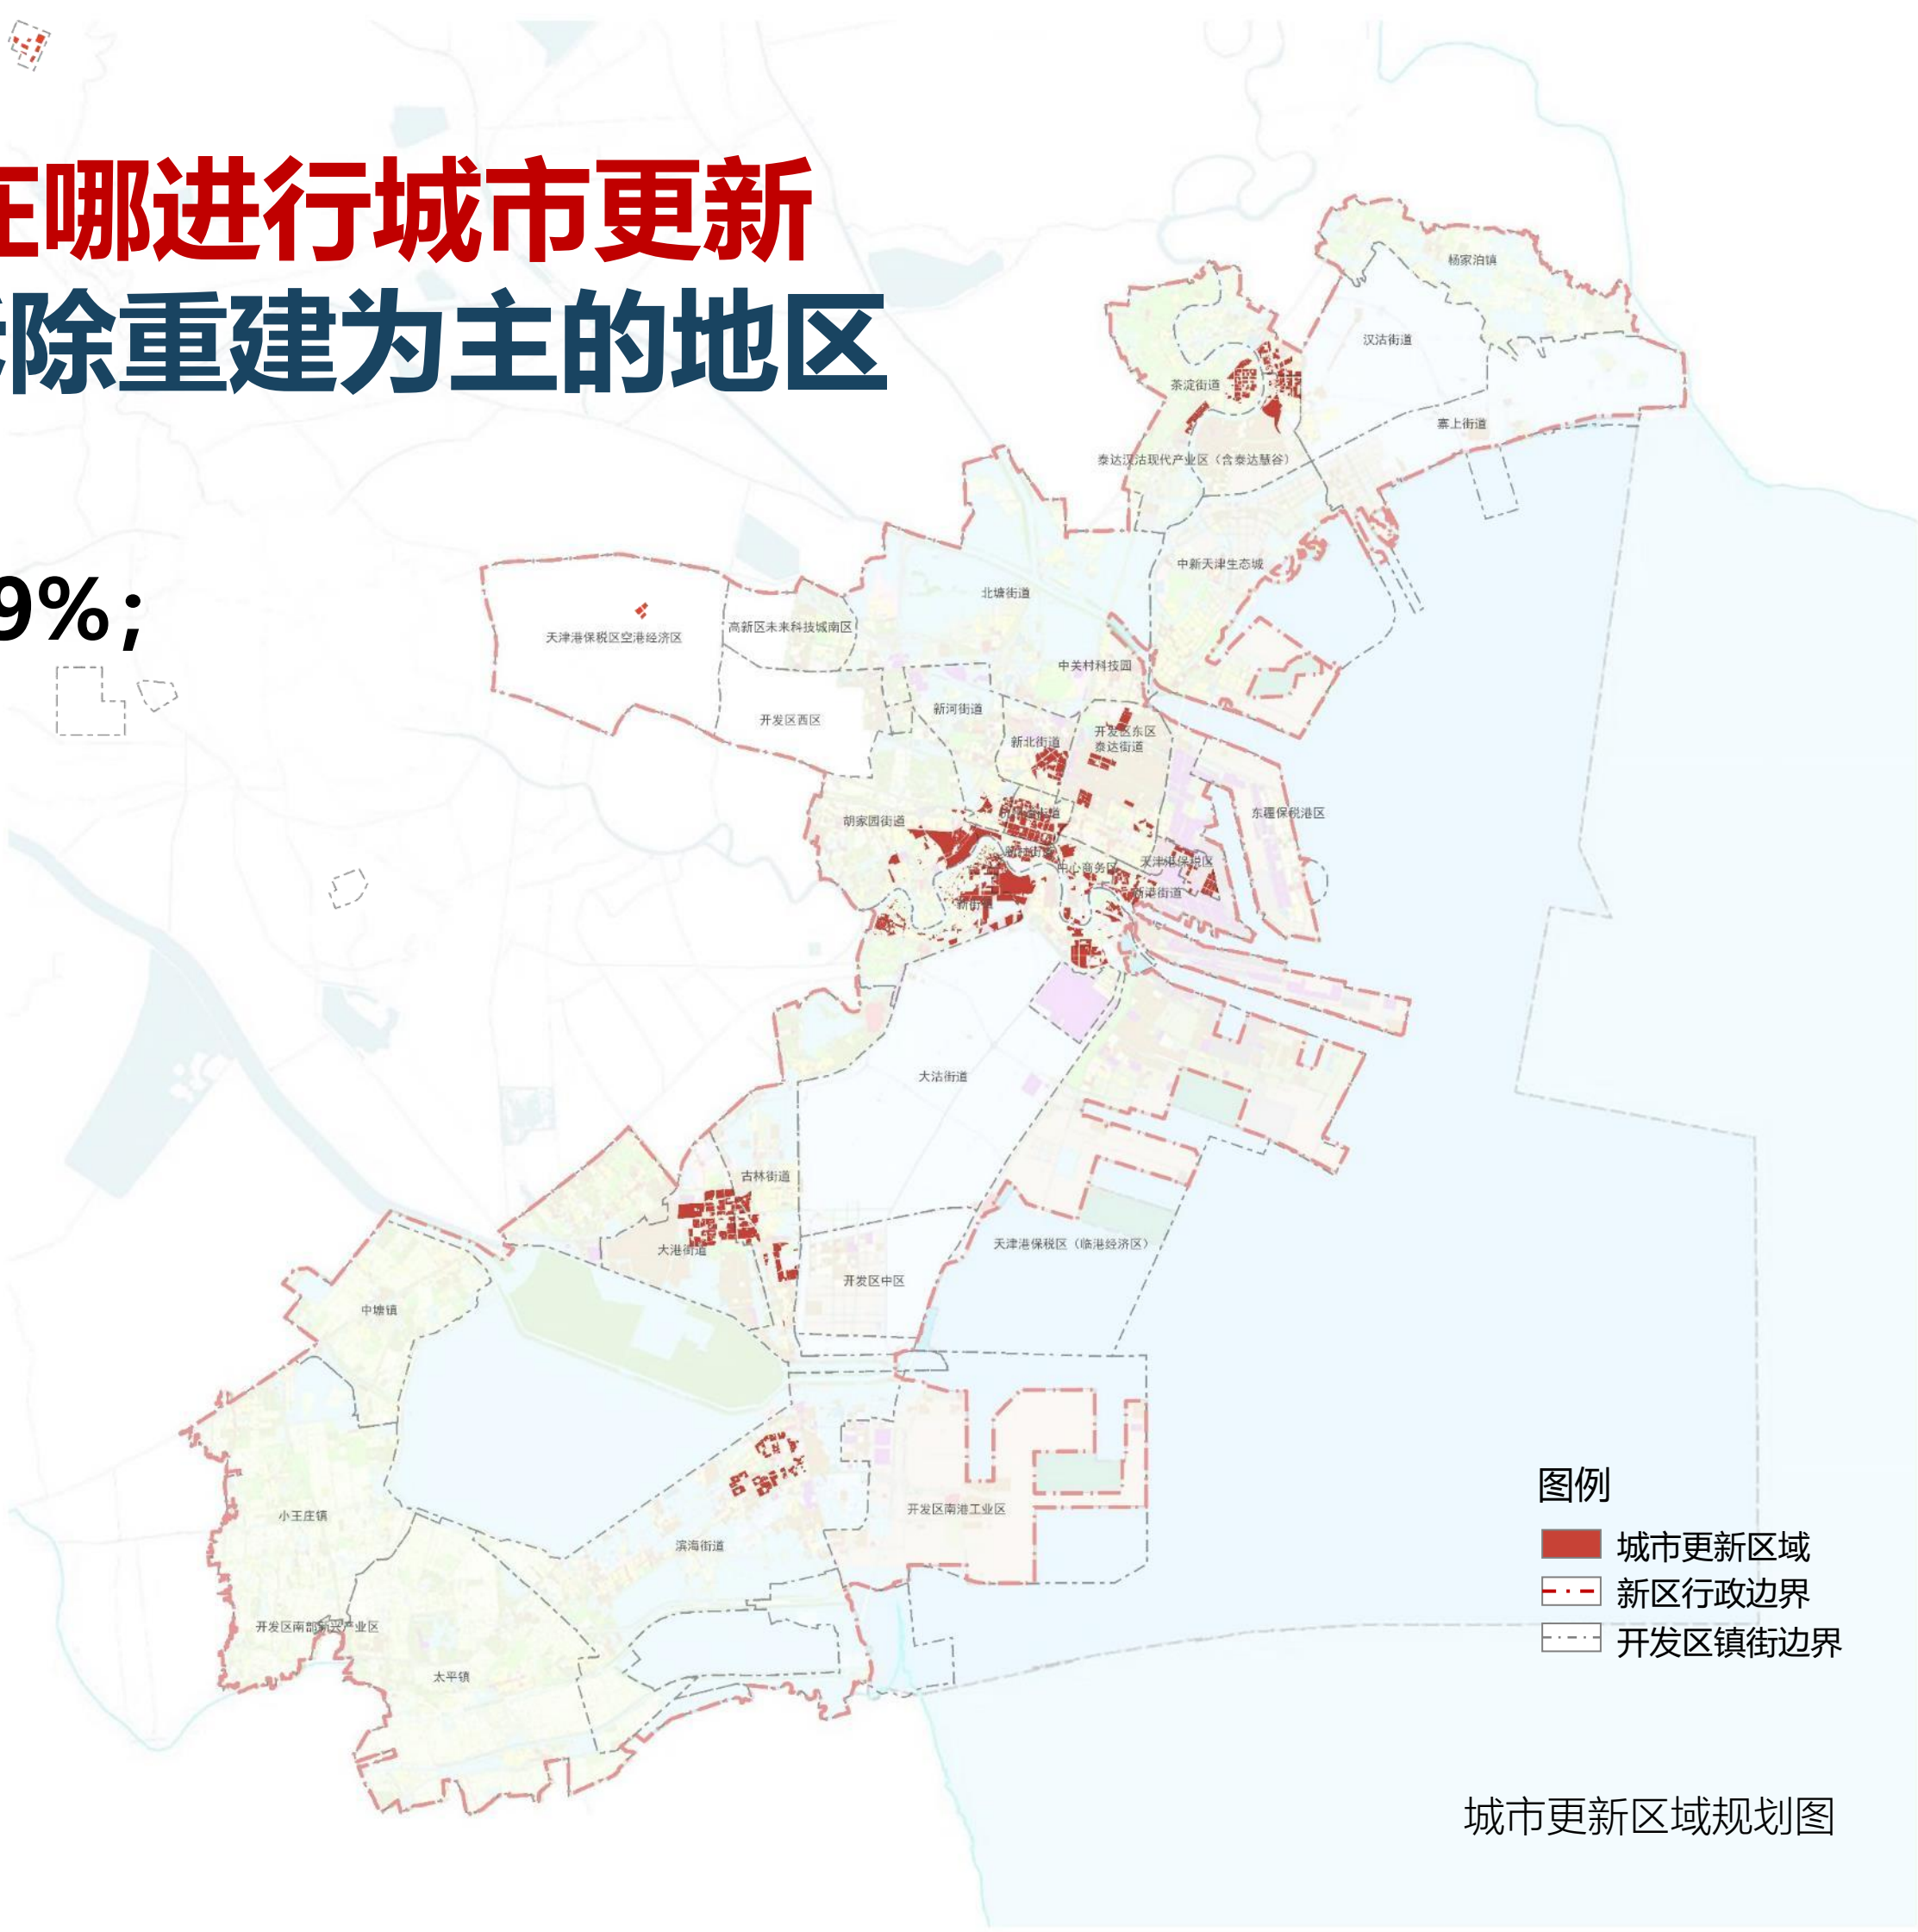 在哪进行城市更新
拆除重建为主的地区
9%;
杨家泊镇
汉沽街道
茶淀街道
寨上街道
泰达汉沽现代产业区（含泰达慧谷）
中新天津生态城
北塘街道
天津港保税区空港经济区
高新区未来科技城南区
中关村科技园
开发区西区
新河街道
新北街道
开发区东区
泰达街道
胡家园街道
东疆保税港区
中心商务区
天津港保税区
新港街道
大沽街道
古林街道
大港街道
天津港保税区（临港经济区）
开发区中区
中塘镇
小王庄镇
开发区南港工业区
滨海街道
开发区南部新兴产业区
太平镇
图例
城市更新区域
新区行政边界
开发区镇街边界
城市更新区域规划图